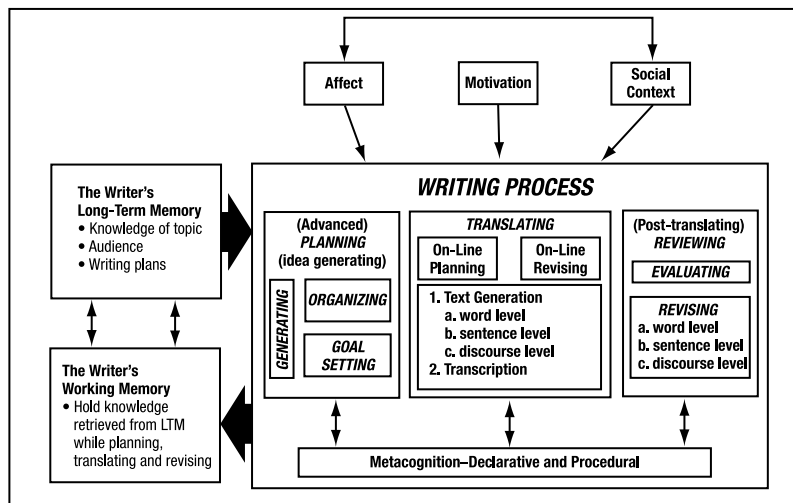 Affect
Motivation
Social
Context
The Writer's
Long-Term Memory
• Knowledge of topic
• Audience
• Writing plans
The Writer's
Working Memory
• Hold knowledge
retrieved from LTM
while planning,
translating and revising
WRITING PROCESS
(Advanced)
PLANNING
(idea generating)
GENERATING
ORGANIZING
GOAL
SETTING
TRANSLATING
On-Line
Planning
On-Line
Revising
1. Text Generation
a. word level
b. sentence level
c. discourse level
2. Transcription
(Post-translating)
REVIEWING
EVALUATING
REVISING
a. word level
b. sentence level
c. discourse level
Metacognition–Declarative and Procedural